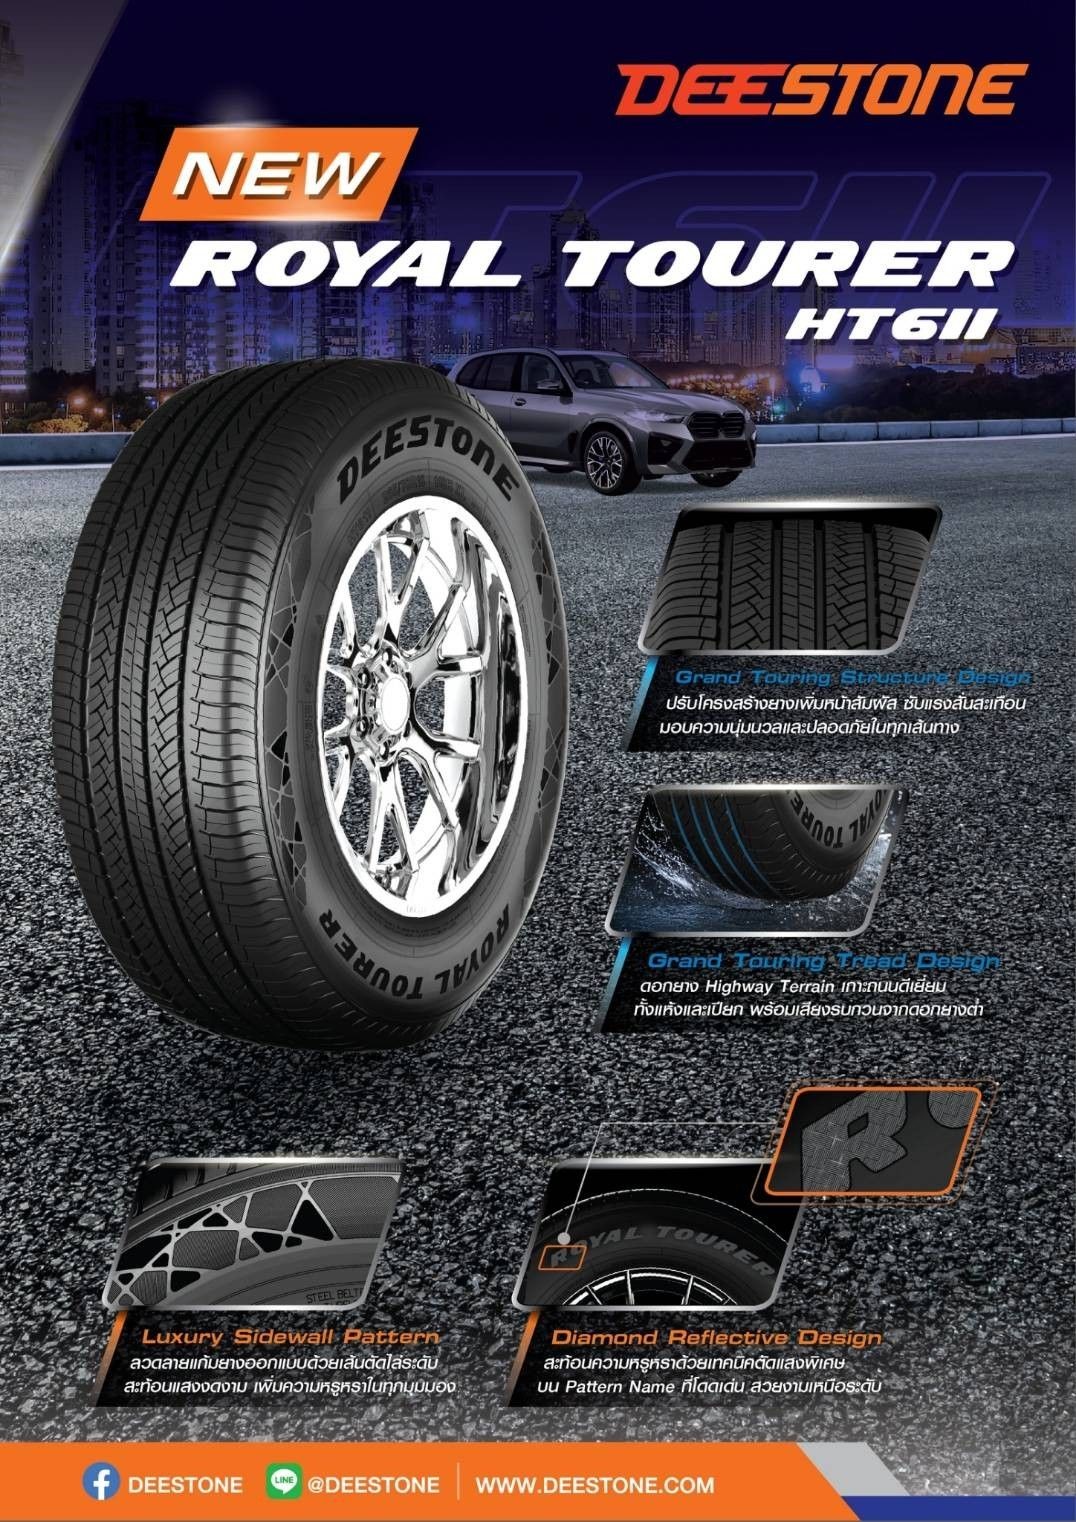 DEESTONE
NEW
ROYAL TOURER
HT611
DEESTONE
ROYAL TOURER
Grand Touring Structure Design
ปรับโครงสร้างยางเพิ่มหน้าสัมผัส ซับแรงสั่นสะเทือน
มอบความนุ่มนวลและปลอดภัยในทุกเส้นทาง
ROYAL TOURE
Grand Touring Tread Design
ดอกยาง Highway Terrain เกาะถนนดีเยี่ยม
ทั้งแห้งและเปียก พร้อมเสียงรบกวนจากดอกยางต่ำ
R
ROYAL TOURER
STEEL BELT
Luxury Sidewall Pattern
ลวดลายแก้มยางออกแบบด้วยเส้นตัดไล่ระดับ
สะท้อนแสงงดงาม เพิ่มความหรูหราในทุกมุมมอง
Diamond Reflective Design
สะท้อนความหรูหราด้วยเทคนิคตัดแสงพิเศษ
บน Pattern Name ที่โดดเด่น สวยงามเหนือระดับ
DEESTONE
LINE
@DEESTONE
WWW.DEESTONE.COM